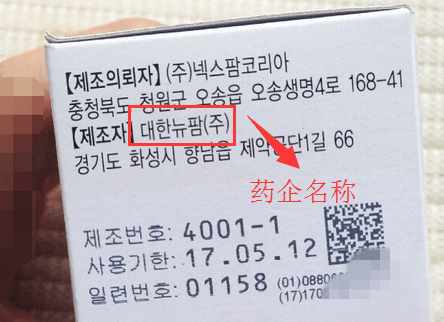 【제조의뢰자】 (주)넥스팜코리아
충청북도 청원군 오송읍 오송생명4로 168-41
【제조자】 대한뉴팜(주)
경기도 화성시 향남읍 제약공단1길 66
药企名称
제조번호: 4001-1
사용기한: 17.05.12
일련번호: 01158
(01)0880
(17)170